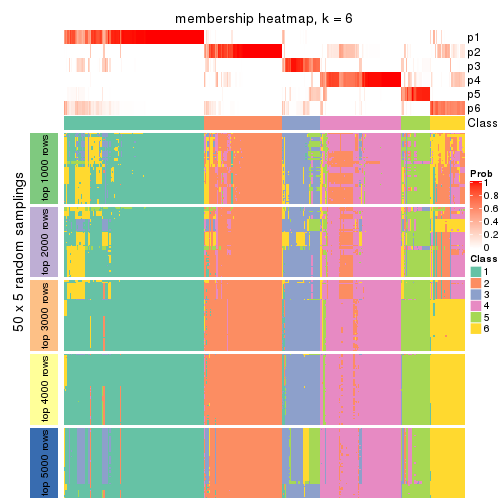 membership heatmap, k = 6
p1
p2
p3
p4
p5
p6
Class
50 x 5 random samplings
top 1000 rows
top 2000 rows
top 3000 rows
top 4000 rows
top 5000 rows
Prob
1
0.8
0.6
0.4
0.2
0
Class
1
2
3
4
5
6